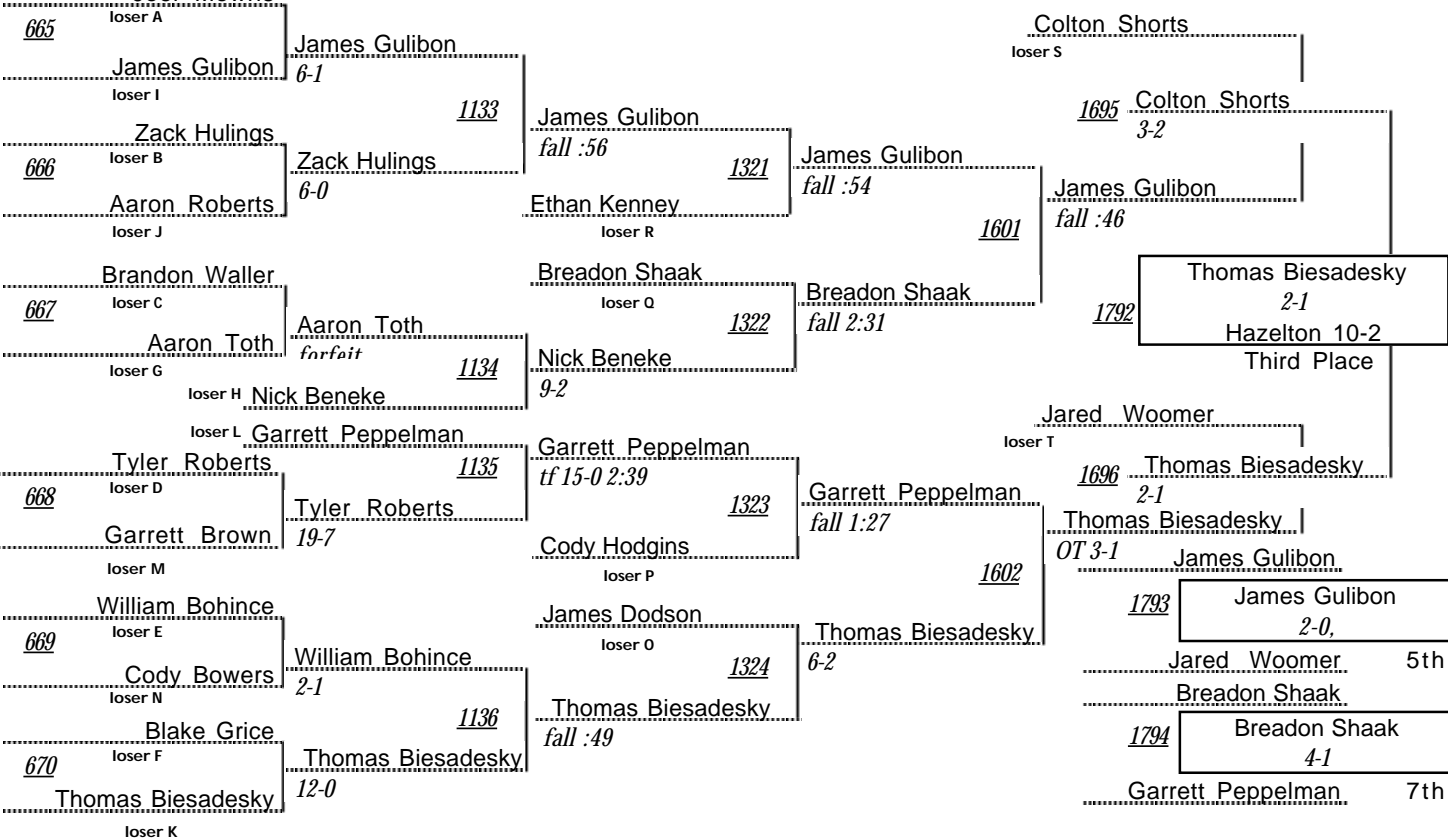 loser A
665
James Gulibon
loser I
James Gulibon
6-1
Zack Hulings
loser B
666
Aaron Roberts
loser J
Zack Hulings
6-0
1133
James Gulibon
fall :56
Ethan Kenney
loser R
1321
James Gulibon
fall :54
Brandon Waller
loser C
667
Aaron Toth
loser G
Aaron Toth
forfeit
loser H Nick Beneke
1134
Breadon Shaak
loser Q
Nick Beneke
9-2
1322
Breadon Shaak
fall 2:31
1601
James Gulibon
fall :46
Colton Shorts
loser S
1695
Colton Shorts
3-2
loser L Garrett Peppelman
Tyler Roberts
loser D
668
Garrett Brown
loser M
Tyler Roberts
19-7
1135
Garrett Peppelman
tf 15-0 2:39
Cody Hodgins
loser P
1323
Garrett Peppelman
fall 1:27
William Bohince
loser E
669
Cody Bowers
loser N
William Bohince
2-1
Blake Grice
loser F
670
Thomas Biesadesky
loser K
Thomas Biesadesky
12-0
1136
James Dodson
loser O
Thomas Biesadesky
fall :49
1324
Thomas Biesadesky
6-2
1602
Thomas Biesadesky
OT 3-1
Jared Woomer
loser T
1696
Thomas Biesadesky
2-1
1792
Thomas Biesadesky
2-1
Hazelton 10-2
Third Place
James Gulibon
1793
James Gulibon
2-0,
Jared Woomer 5th
Breadon Shaak
1794
Breadon Shaak
4-1
Garrett Peppelman 7th